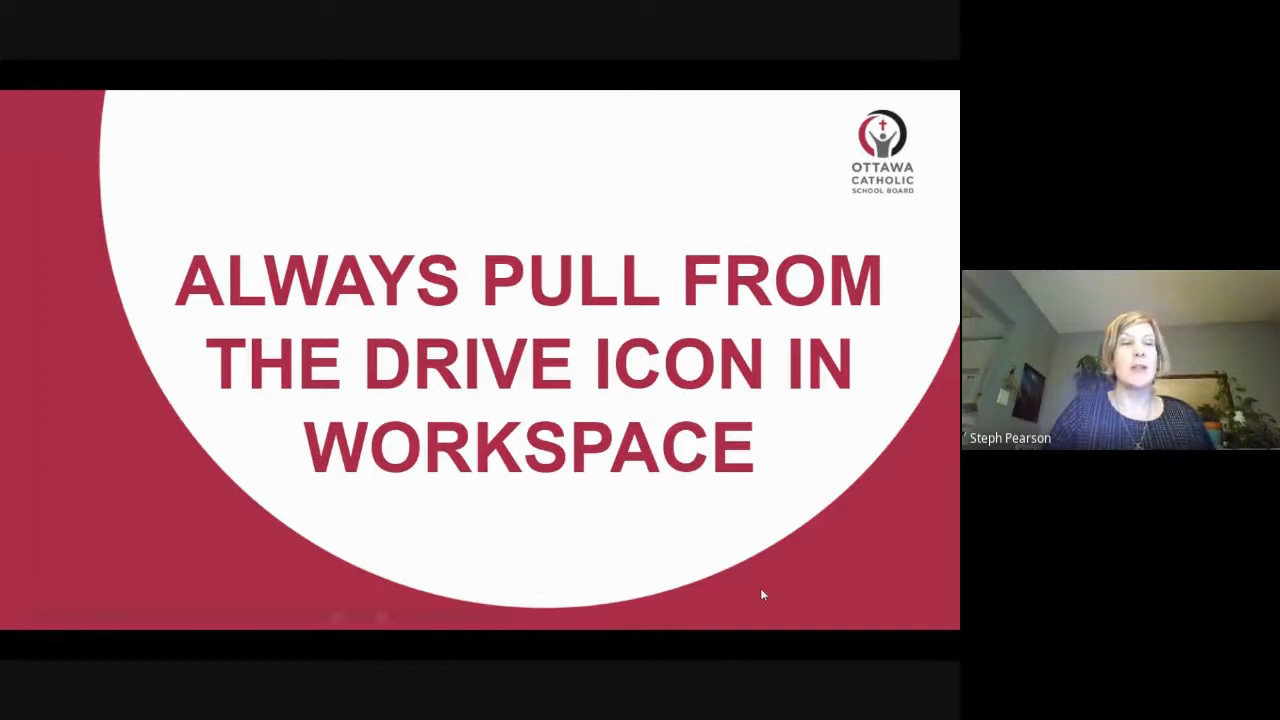 OTTAWA
CATHOLIC
SCHOOL BOARD
ALWAYS PULL FROM
THE DRIVE ICON IN
WORKSPACE
Steph Pearson